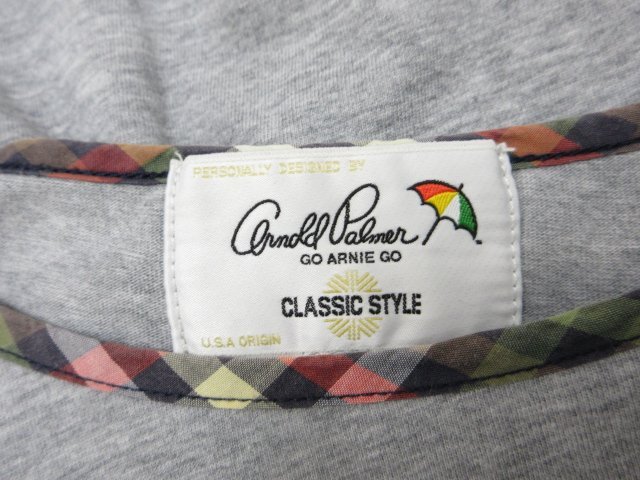 PERSONALLY DESIGNED BY
Arnold Palmer
GO ARNIE GO
CLASSIC STYLE
U.S.A ORIGIN